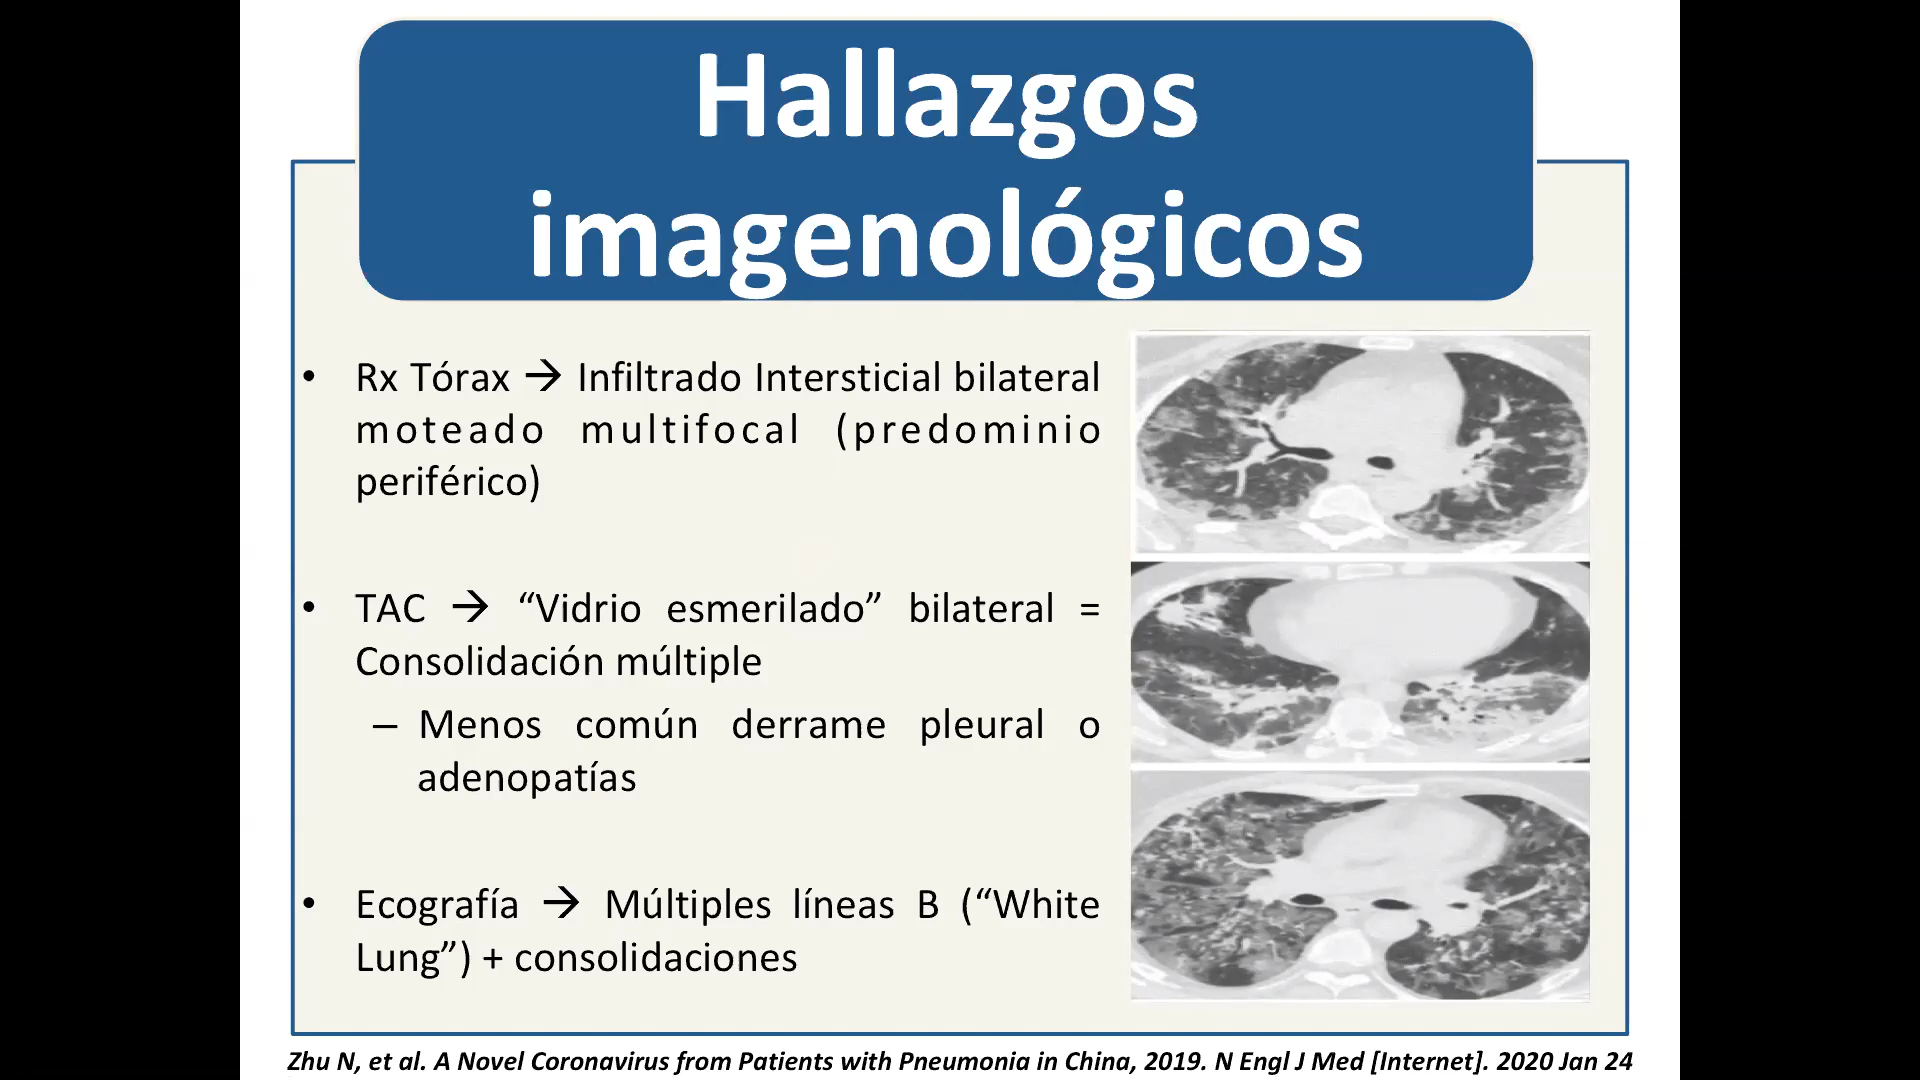 Hallazgos
imagenológicos
• Rx Tórax → Infiltrado Intersticial bilateral
moteado multifocal (predominio
periférico)
• TAC → “Vidrio esmerilado” bilateral =
Consolidación múltiple
– Menos común derrame pleural o
adenopatías
• Ecografía → Múltiples líneas B (“White
Lung”) + consolidaciones
Zhu N, et al. A Novel Coronavirus from Patients with Pneumonia in China, 2019. N Engl J Med [Internet]. 2020 Jan 24